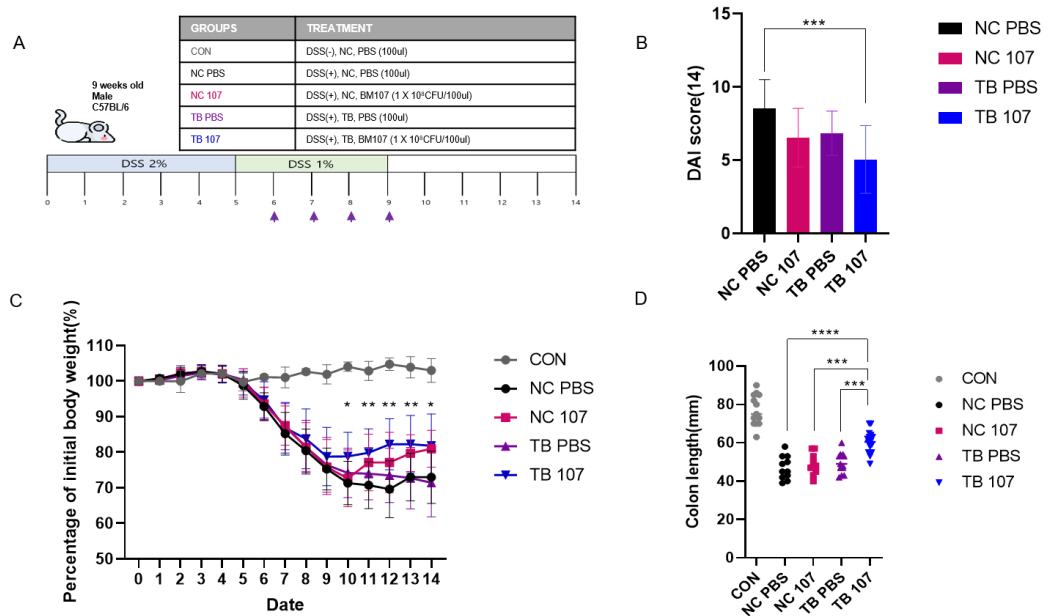 A
GROUPS TREATMENT
CON DSS(-), NC, PBS (100ul)
NC PBS DSS(+), NC, PBS (100ul)
NC 107 DSS(+), NC, BM107 (1 X 10⁸CFU/100ul)
TB PBS DSS(+), TB, PBS (100ul)
TB 107 DSS(+), TB, BM107 (1 X 10⁸CFU/100ul)
9 weeks old
Male
C57BL/6
DSS 2% DSS 1%
0 1 2 3 4 5 6 7 8 9 10 11 12 13 14
B
DAI score(14)
15
10
5
0
***
NC PBS NC 107 TB PBS TB 107
NC PBS
NC 107
TB PBS
TB 107
C
Percentage of initial body weight(%)
110
100
90
80
70
60
50
* ** ** ** *
0 1 2 3 4 5 6 7 8 9 10 11 12 13 14
Date
CON
NC PBS
NC 107
TB PBS
TB 107
D
Colon length(mm)
100
80
60
40
20
0
****
***
***
CON NC PBS NC 107 TB PBS TB 107
CON
NC PBS
NC 107
TB PBS
TB 107